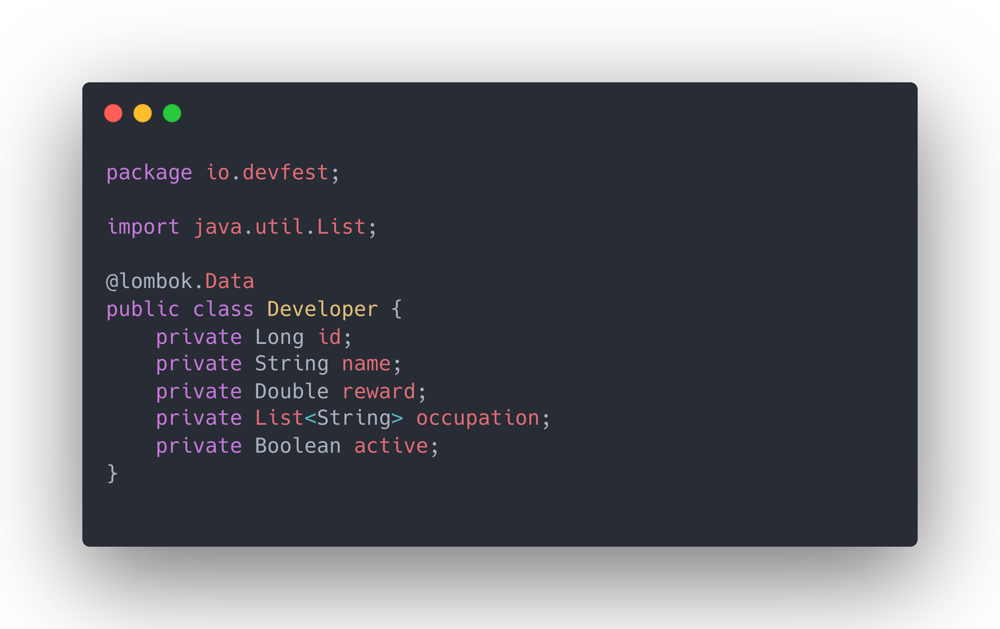 package io.devfest;
import java.util.List;
@lombok.Data
public class Developer {
    private Long id;
    private String name;
    private Double reward;
    private List<String> occupation;
    private Boolean active;
}